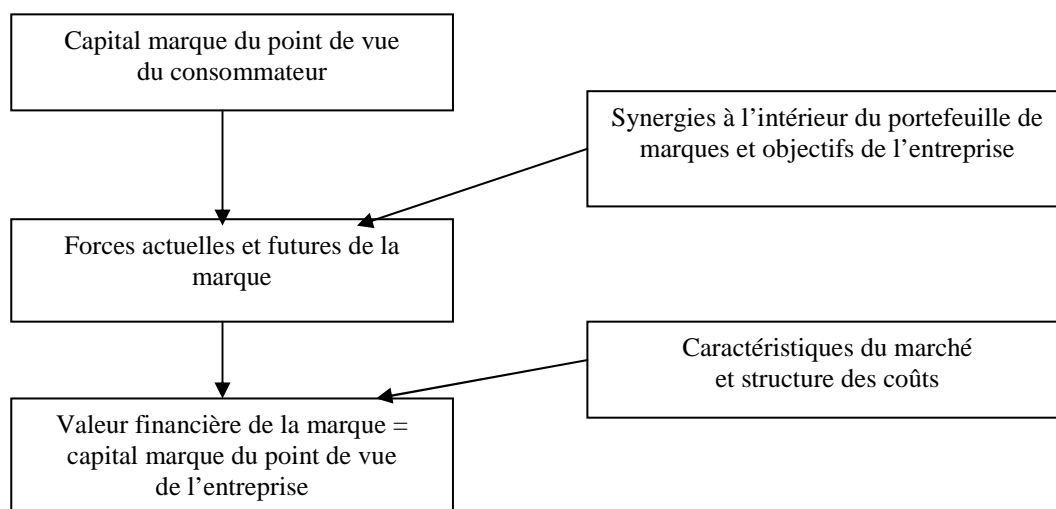 Capital marque du point de vue
du consommateur
Synergies à l’intérieur du portefeuille de
marques et objectifs de l’entreprise
Forces actuelles et futures de la
marque
Caractéristiques du marché
et structure des coûts
Valeur financière de la marque =
capital marque du point de vue
de l’entreprise